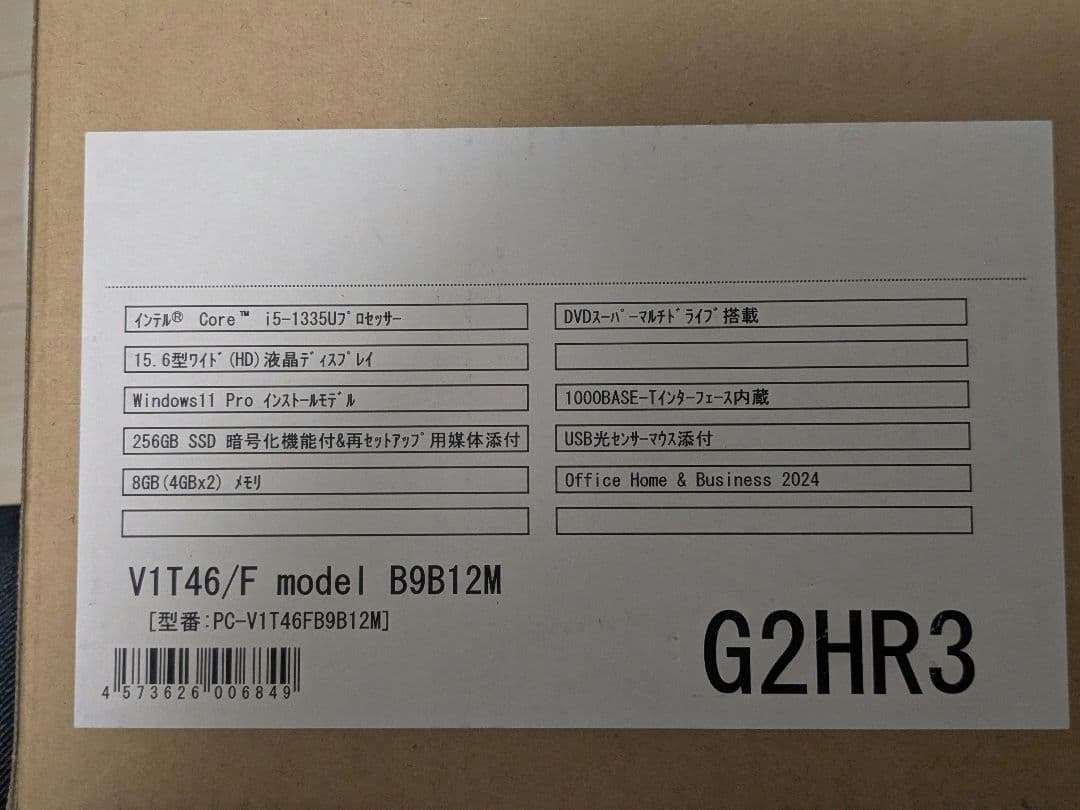 インテル® Core™ i5-1335Uプロセッサー
15.6型ワイド(HD)液晶ディスプレイ
Windows11 Pro インストールモデル
256GB SSD 暗号化機能付&再セットアップ用媒体添付
8GB(4GBx2) メモリ
DVDスーパーマルチドライブ搭載
1000BASE-Tインターフェース内蔵
USB光センサーマウス添付
Office Home & Business 2024
V1T46/F model B9B12M
[型番:PC-V1T46FB9B12M]
4 573626 006849
G2HR3